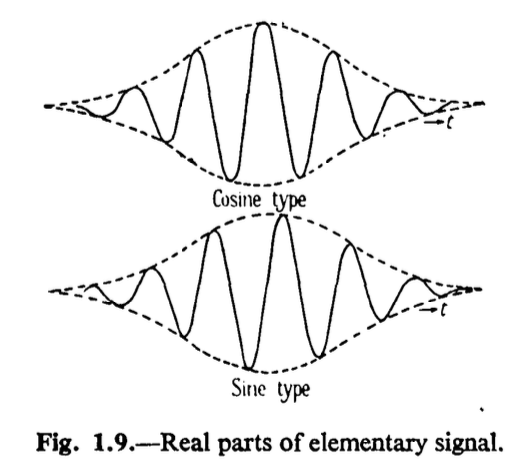 t
Cosine type
t
Sine type
Fig. 1.9.—Real parts of elementary signal.